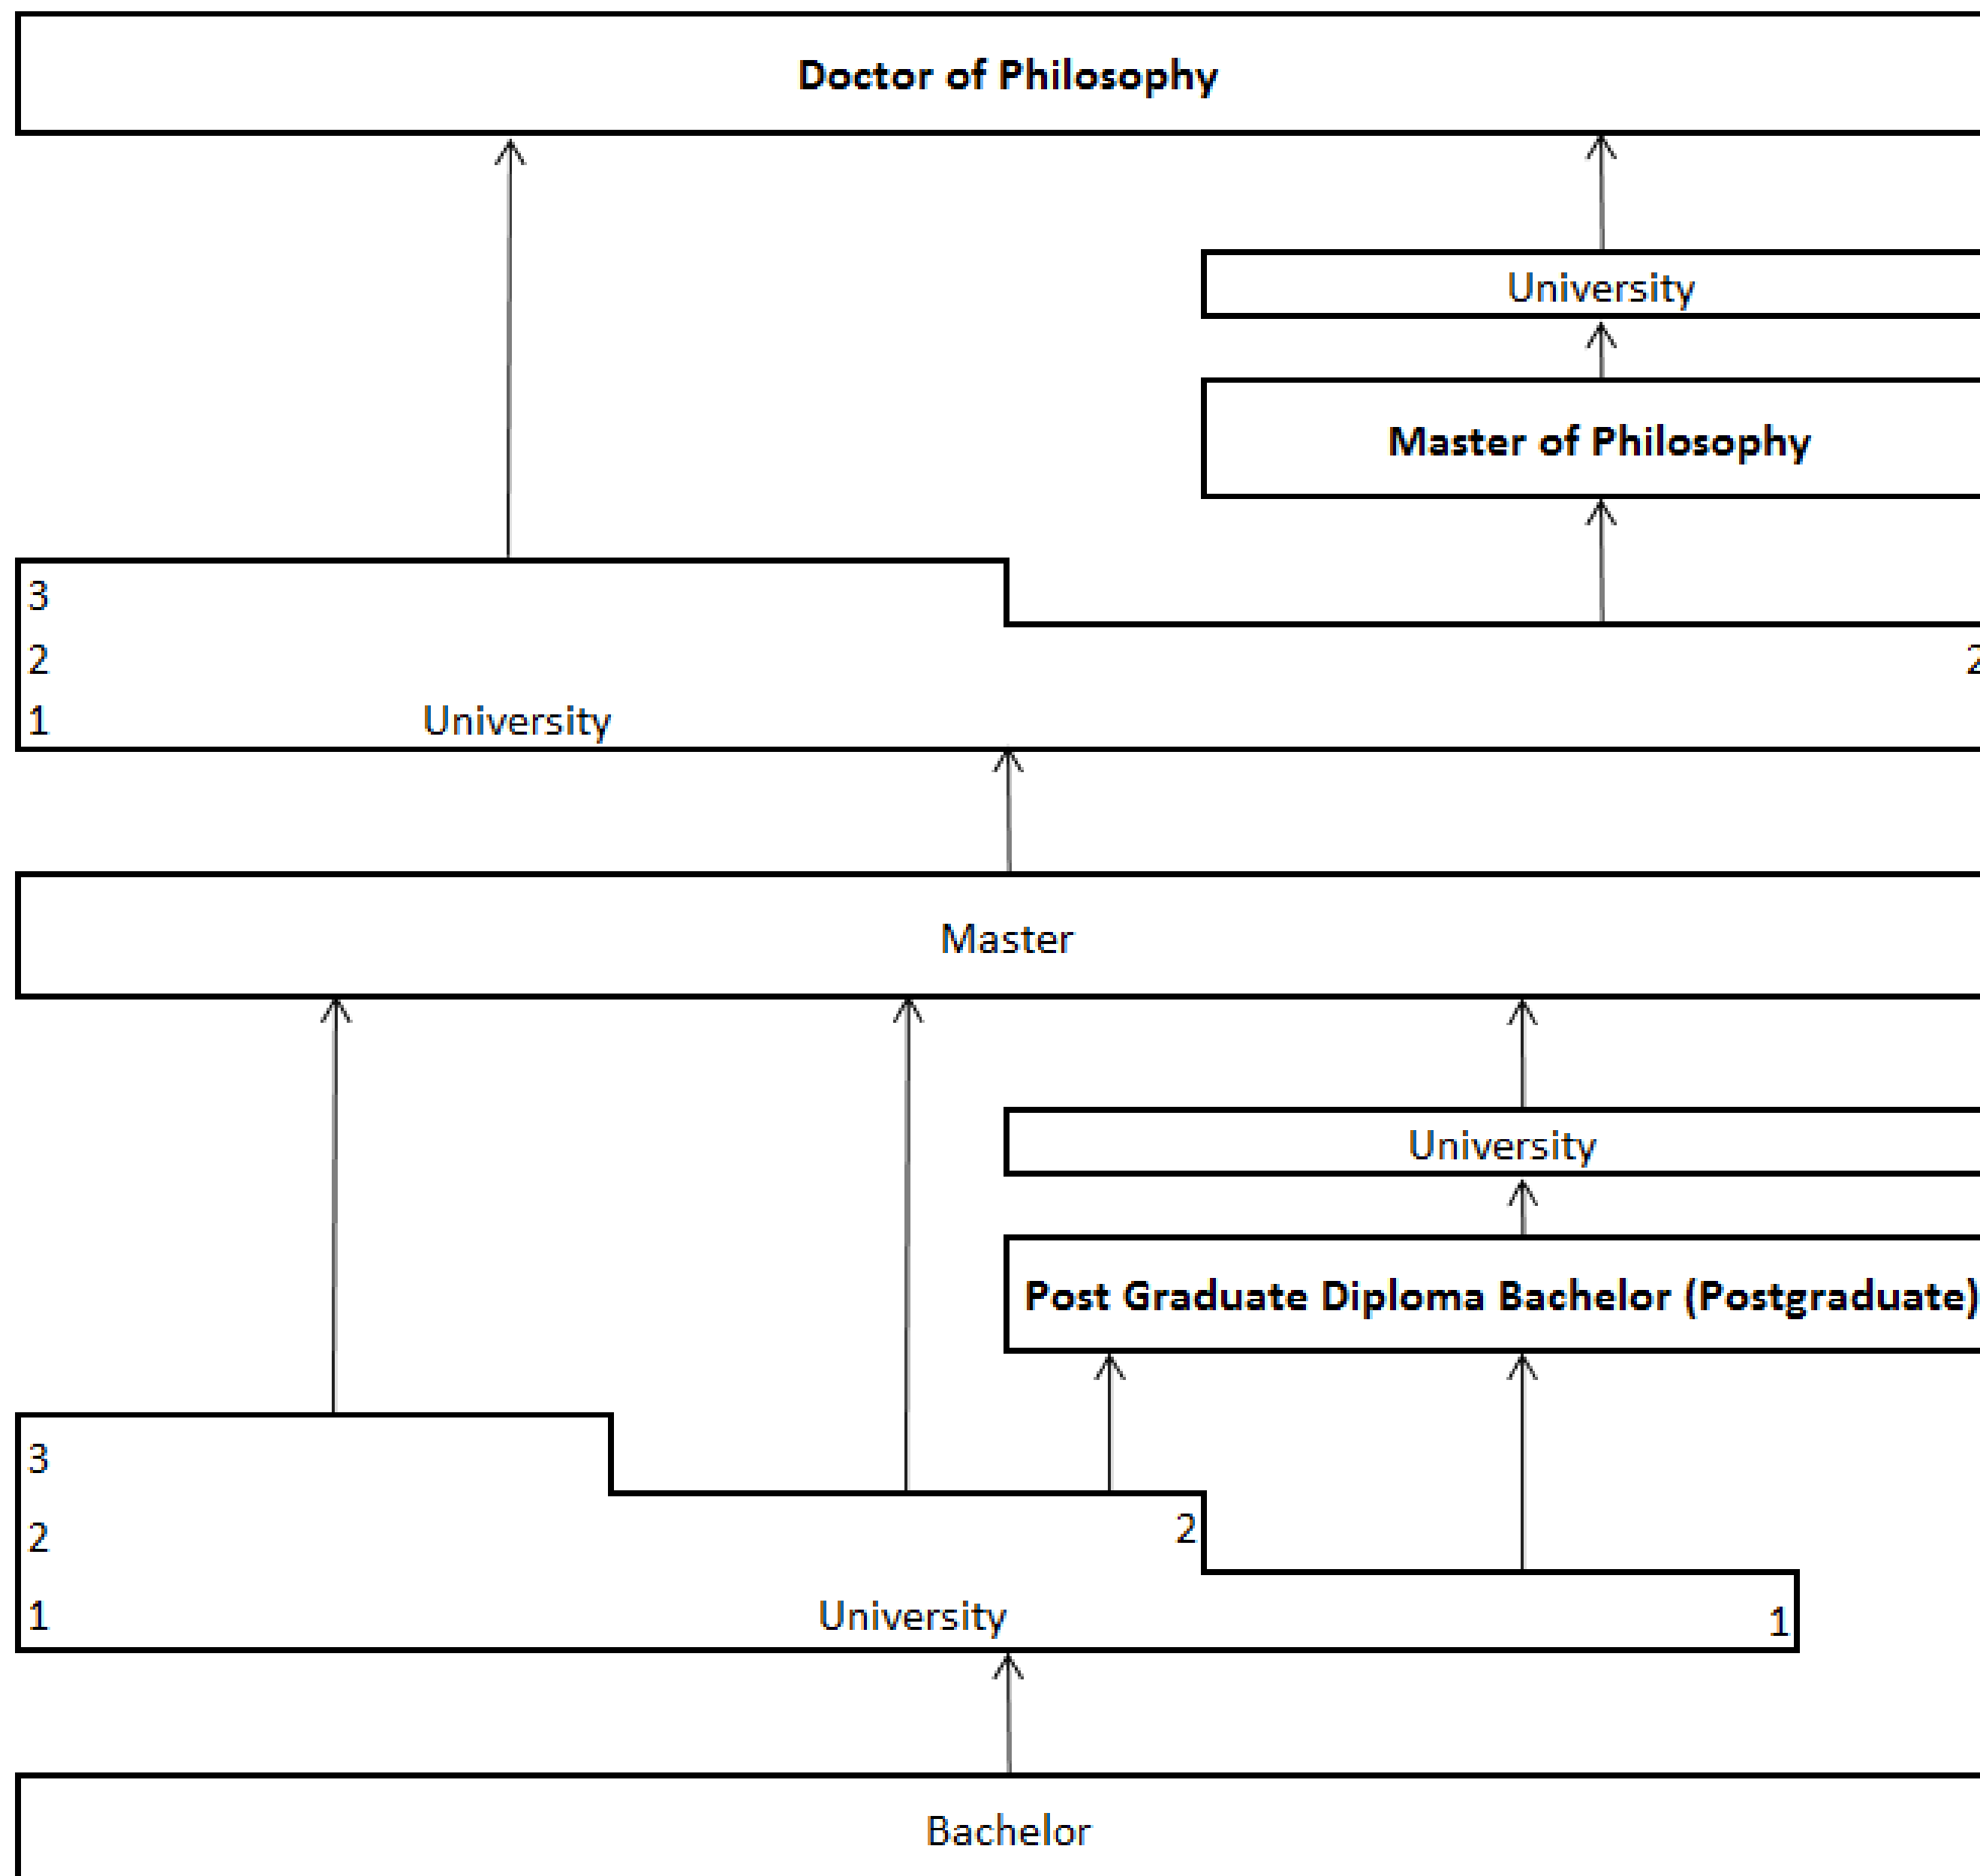 Doctor of Philosophy
University
Master of Philosophy
3
2 2
1 University
Master
University
Post Graduate Diploma Bachelor (Postgraduate)
3
2 2
1 University 1
Bachelor